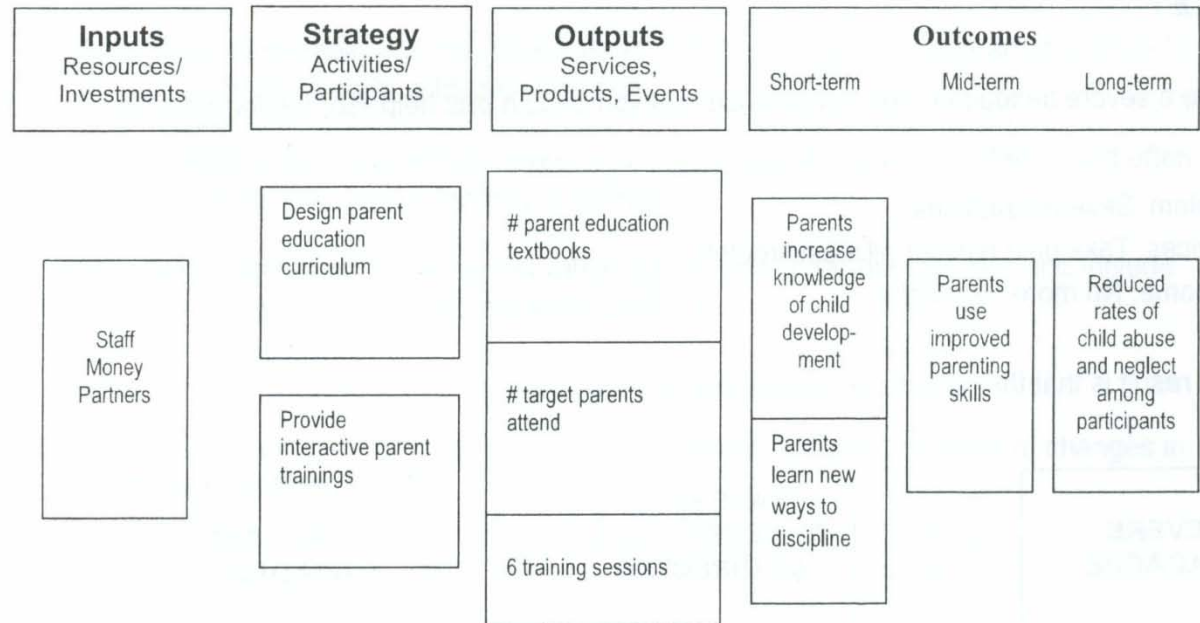 Inputs
Resources/
Investments
Strategy
Activities/
Participants
Outputs
Services,
Products, Events
Outcomes
Short-term
Mid-term
Long-term
Staff
Money
Partners
Design parent
education
curriculum
Provide
interactive parent
trainings
# parent education
textbooks
# target parents
attend
6 training sessions
Parents
increase
knowledge
of child
develop-
ment
Parents
learn new
ways to
discipline
Parents
use
improved
parenting
skills
Reduced
rates of
child abuse
and neglect
among
participants